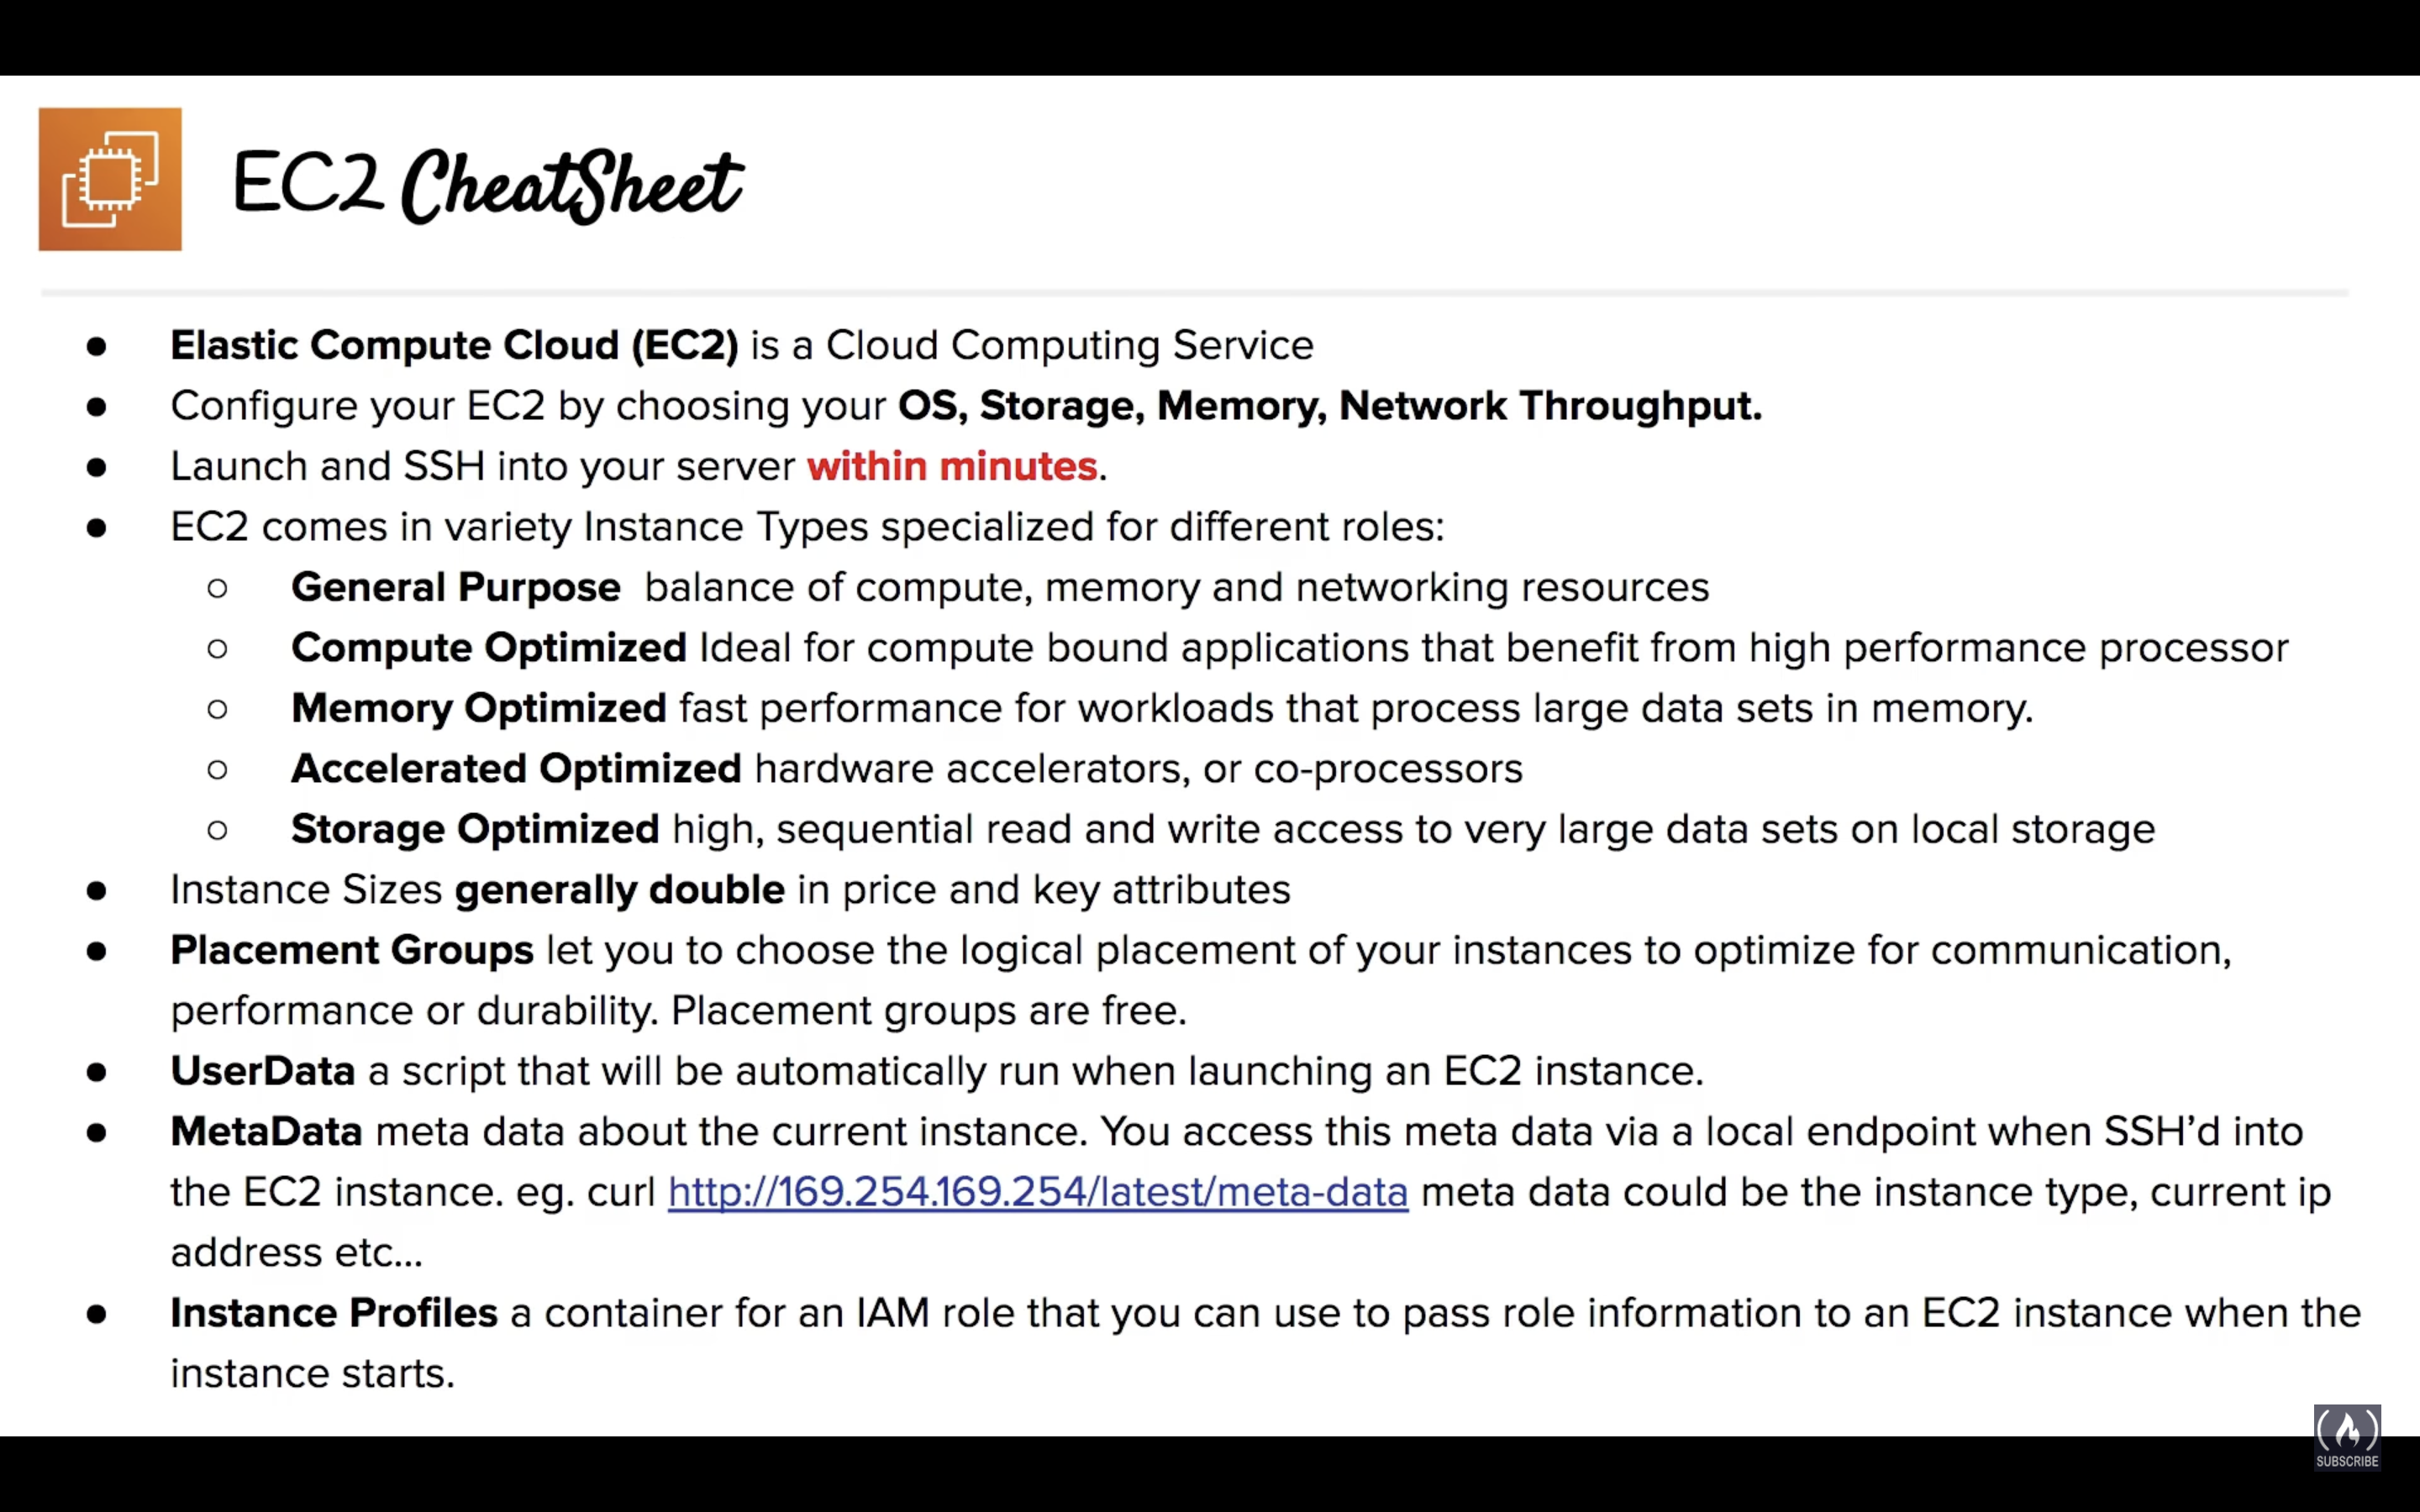 EC2 CheatSheet
● Elastic Compute Cloud (EC2) is a Cloud Computing Service
● Configure your EC2 by choosing your OS, Storage, Memory, Network Throughput.
● Launch and SSH into your server within minutes.
● EC2 comes in variety Instance Types specialized for different roles:
○ General Purpose balance of compute, memory and networking resources
○ Compute Optimized Ideal for compute bound applications that benefit from high performance processor
○ Memory Optimized fast performance for workloads that process large data sets in memory.
○ Accelerated Optimized hardware accelerators, or co-processors
○ Storage Optimized high, sequential read and write access to very large data sets on local storage
● Instance Sizes generally double in price and key attributes
● Placement Groups let you to choose the logical placement of your instances to optimize for communication,
performance or durability. Placement groups are free.
● UserData a script that will be automatically run when launching an EC2 instance.
● MetaData meta data about the current instance. You access this meta data via a local endpoint when SSH’d into
the EC2 instance. eg. curl http://169.254.169.254/latest/meta-data meta data could be the instance type, current ip
address etc...
● Instance Profiles a container for an IAM role that you can use to pass role information to an EC2 instance when the
instance starts.
SUBSCRIBE